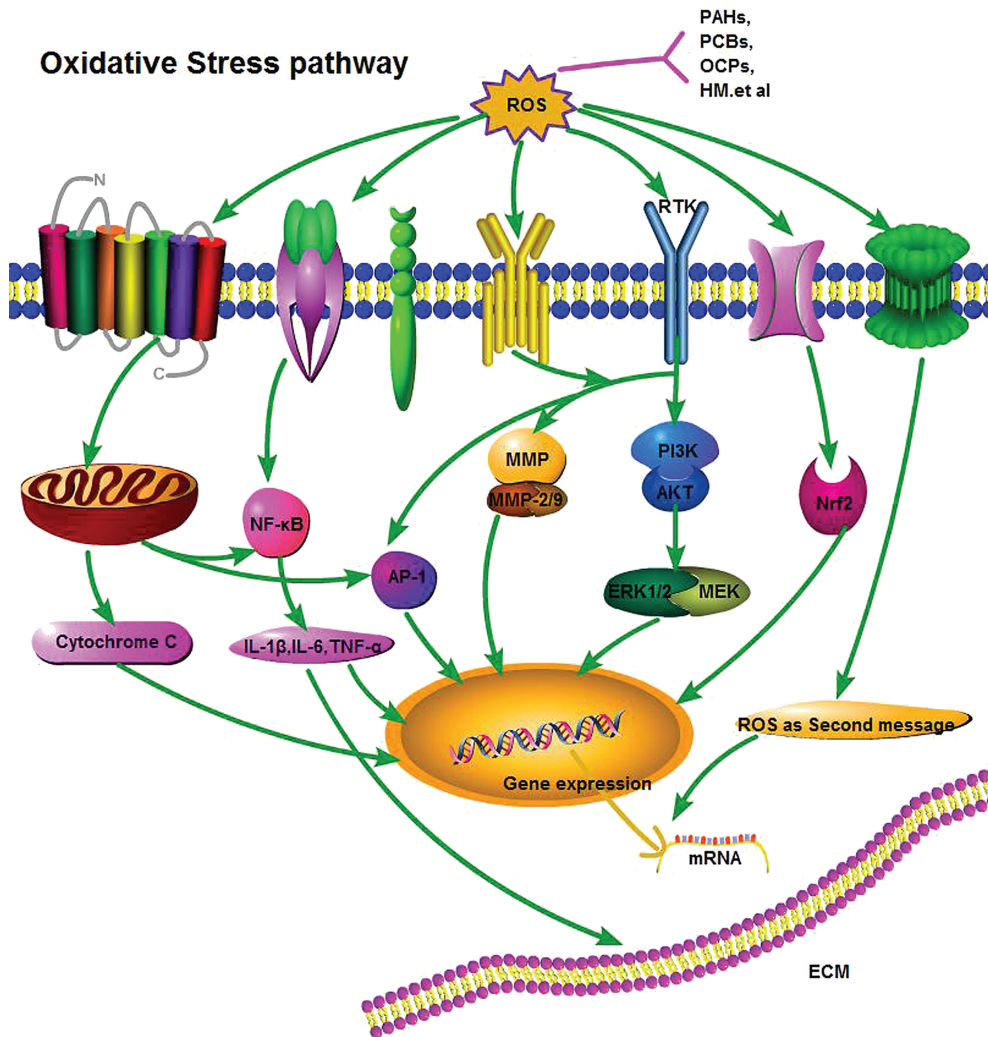 Oxidative Stress pathway
PAHs,
PCBs,
OCPs,
HM.et al
ROS
N
RTK
C
MMP
MMP-2/9
PI3K
AKT
Nrf2
NF-κB
AP-1
ERK1/2
MEK
Cytochrome C
IL-1β,IL-6,TNF-α
ROS as Second message
Gene expression
mRNA
ECM